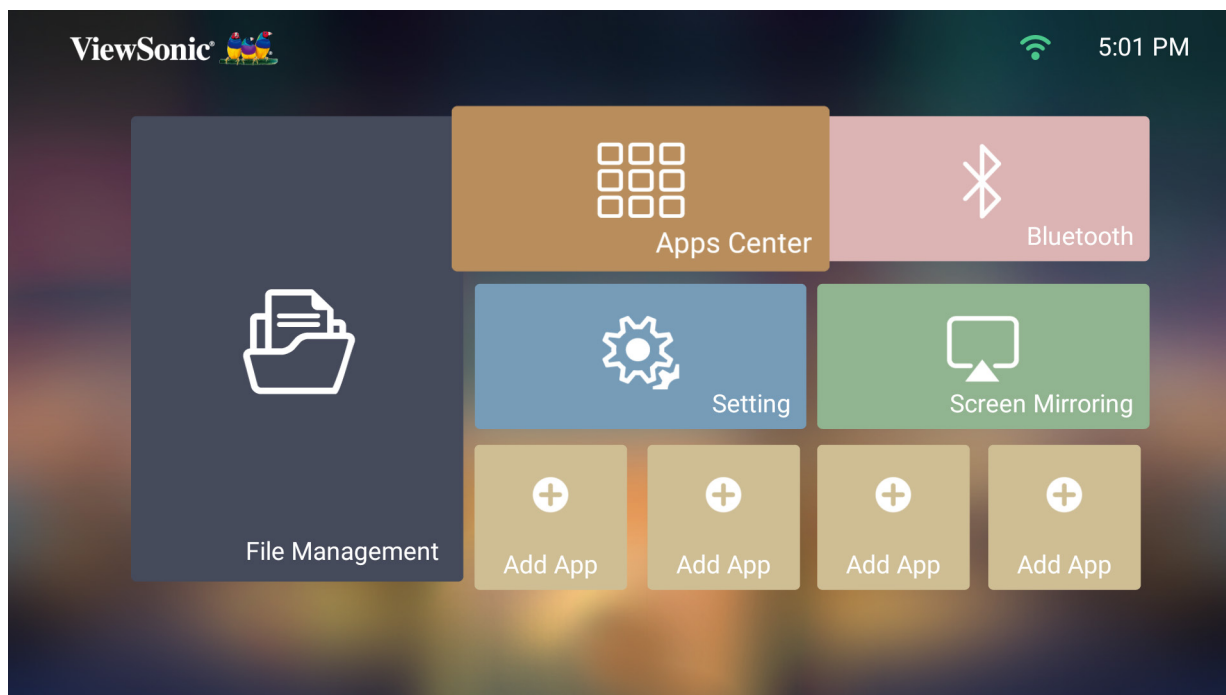 ViewSonic®
5:01 PM
Apps Center
Bluetooth
Setting
Screen Mirroring
File Management
Add App
Add App
Add App
Add App